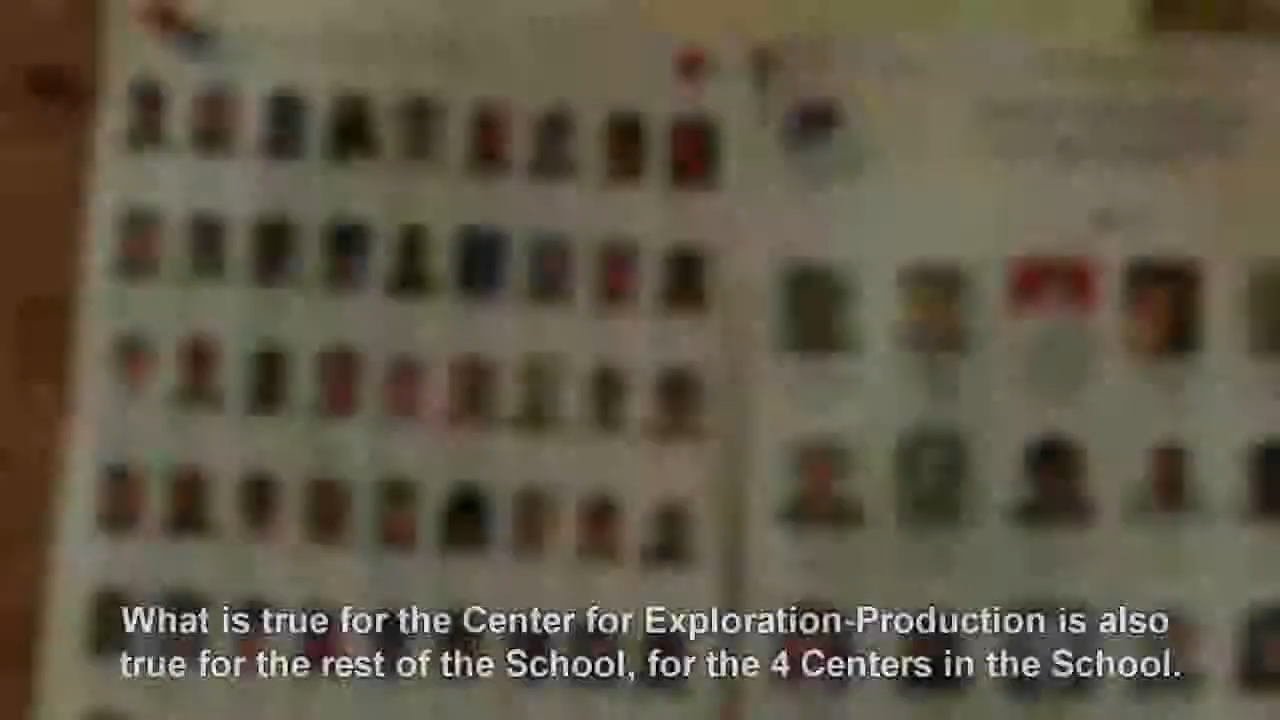 What is true for the Center for Exploration-Production is also
true for the rest of the School, for the 4 Centers in the School.